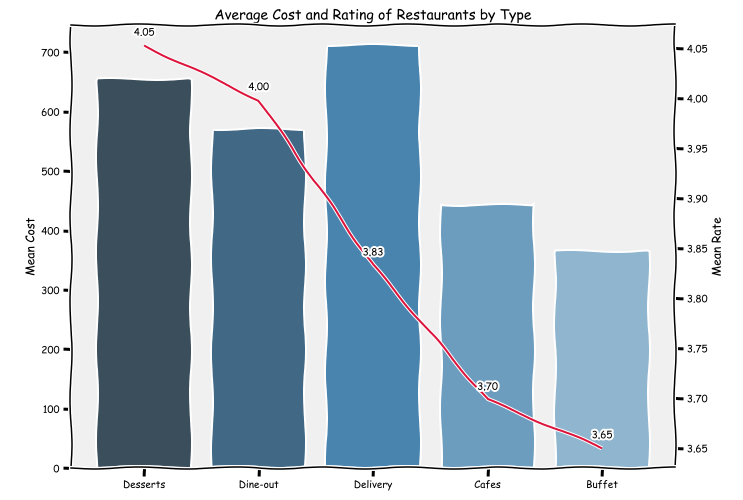 Average Cost and Rating of Restaurants by Type
4.05
4.00
3.83
3.70
3.65
700
600
500
400
300
200
100
0
Mean Cost
4.05
4.00
3.95
3.90
3.85
3.80
3.75
3.70
3.65
Mean Rate
Desserts
Dine-out
Delivery
Cafes
Buffet